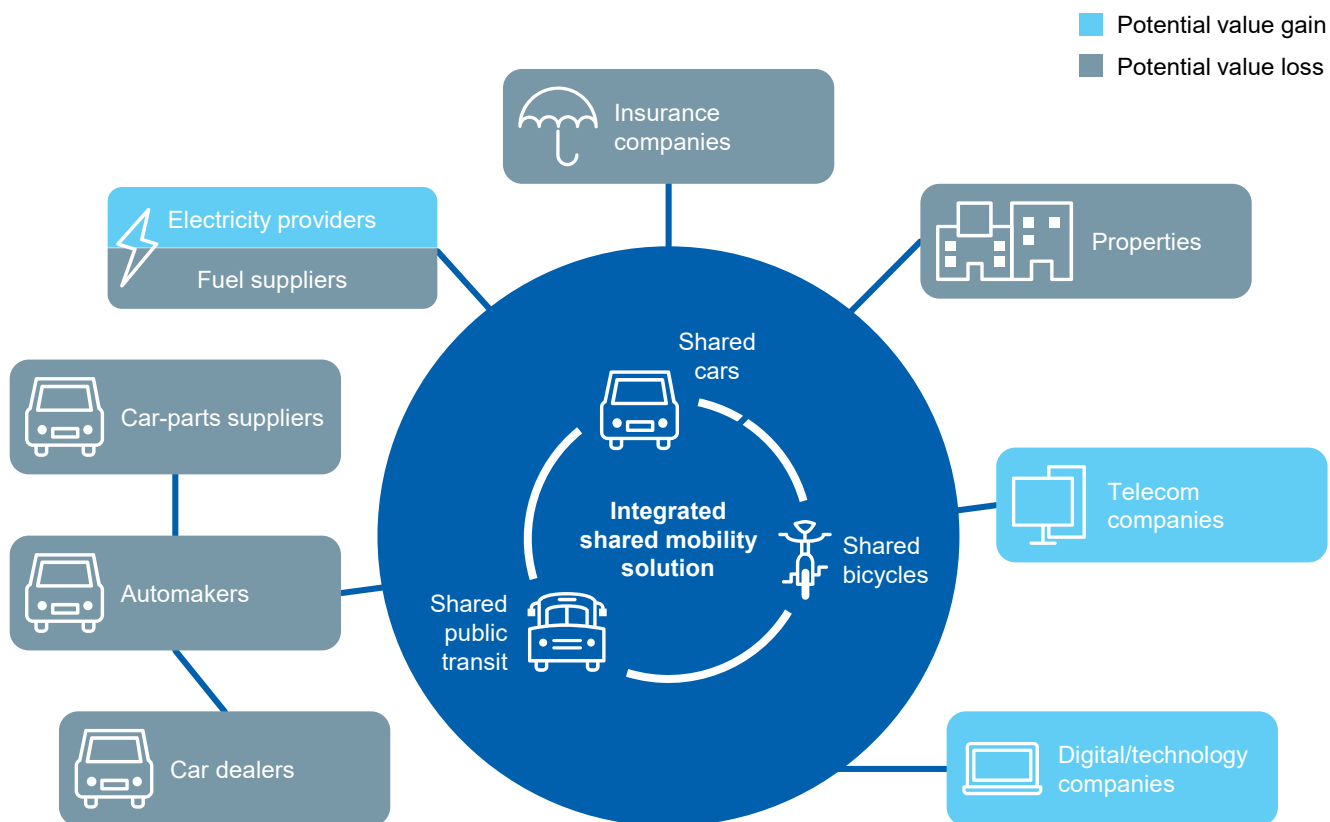 Potential value gain
Potential value loss
Insurance
companies
Electricity providers
Fuel suppliers
Properties
Shared
cars
Car-parts suppliers
Telecom
companies
Integrated
shared mobility
solution
Shared
bicycles
Automakers
Shared
public
transit
Car dealers
Digital/technology
companies